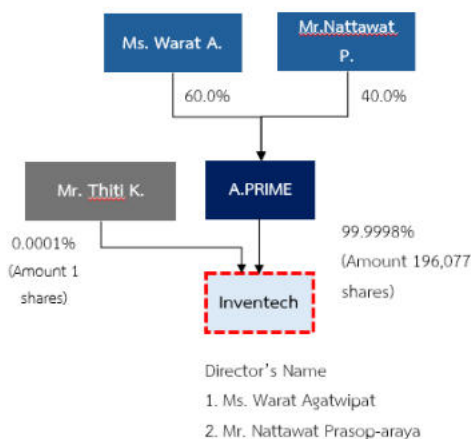 Ms. Warat A.
Mr.Nattawat
P.
60.0%
40.0%
Mr. Thiti K.
A.PRIME
0.0001%
(Amount 1
shares)
99.9998%
(Amount 196,077
shares)
Inventech
Director's Name
1. Ms. Warat Agatwipat
2. Mr. Nattawat Prasop-araya